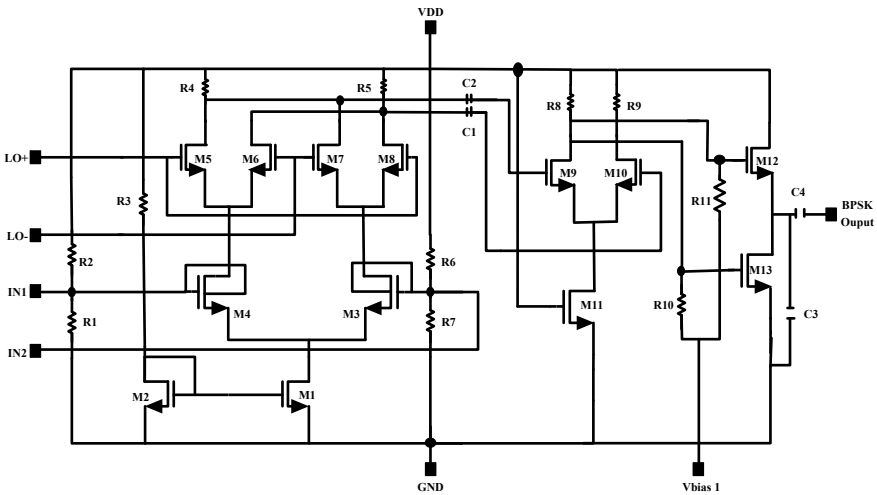 VDD
R4
R5
C2
C1
R8
R9
LO+
M5
M6
M7
M8
M9
M10
M12
R3
R11
C4
BPSK
Ouput
LO-
R2
R6
M13
IN1
M4
M3
M11
R10
R1
R7
C3
IN2
M2
M1
GND
Vbias 1